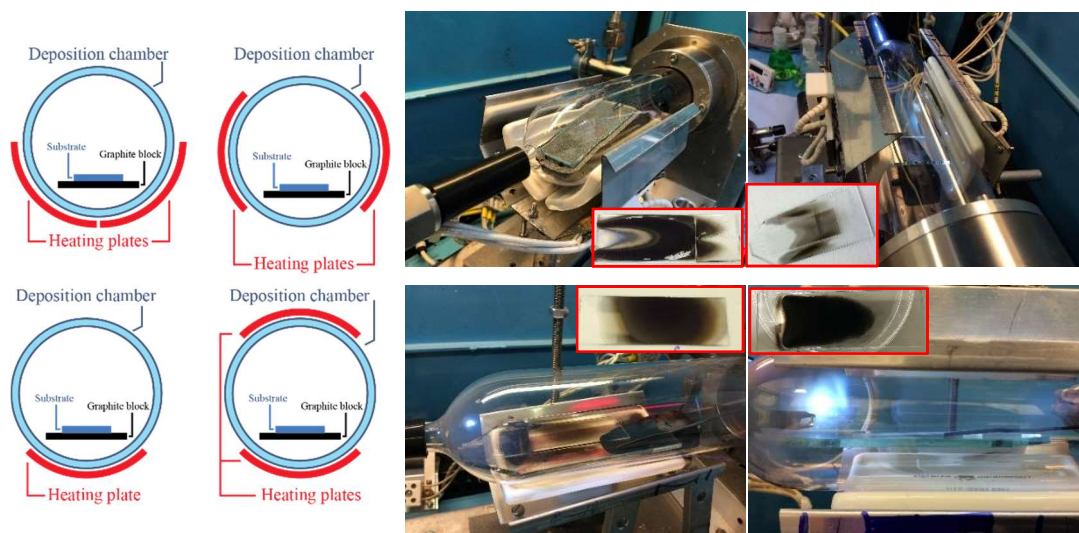 Deposition chamber
Substrate
Graphite block
Heating plates
Deposition chamber
Substrate
Graphite block
Heating plates
Deposition chamber
Substrate
Graphite block
Heating plate
Deposition chamber
Substrate
Graphite block
Heating plates